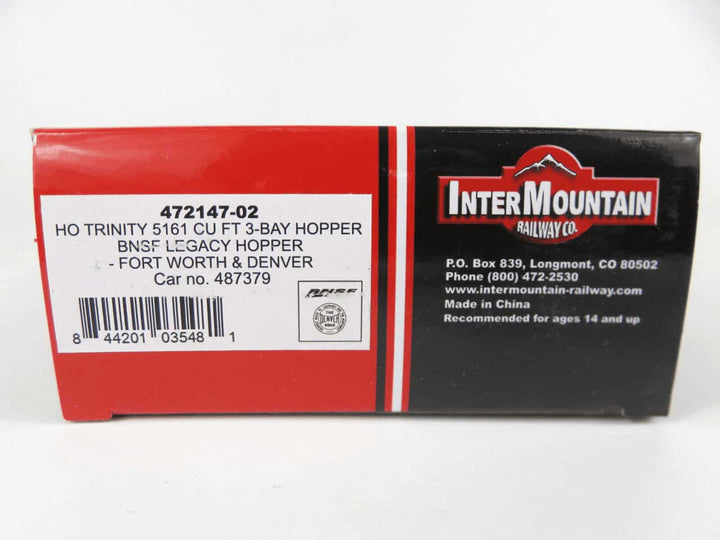 472147-02
HO TRINITY 5161 CU FT 3-BAY HOPPER
BNSF LEGACY HOPPER
- FORT WORTH & DENVER
Car no. 487379
8 44201 03548 1
BNSF
THE
DENVER
ROAD
INTERMOUNTAIN
RAILWAY CO.
P.O. Box 839, Longmont, CO 80502
Phone (800) 472-2530
www.intermountain-railway.com
Made in China
Recommended for ages 14 and up